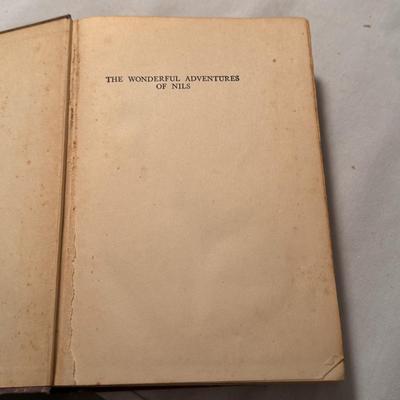 THE WONDERFUL ADVENTURES
OF NILS